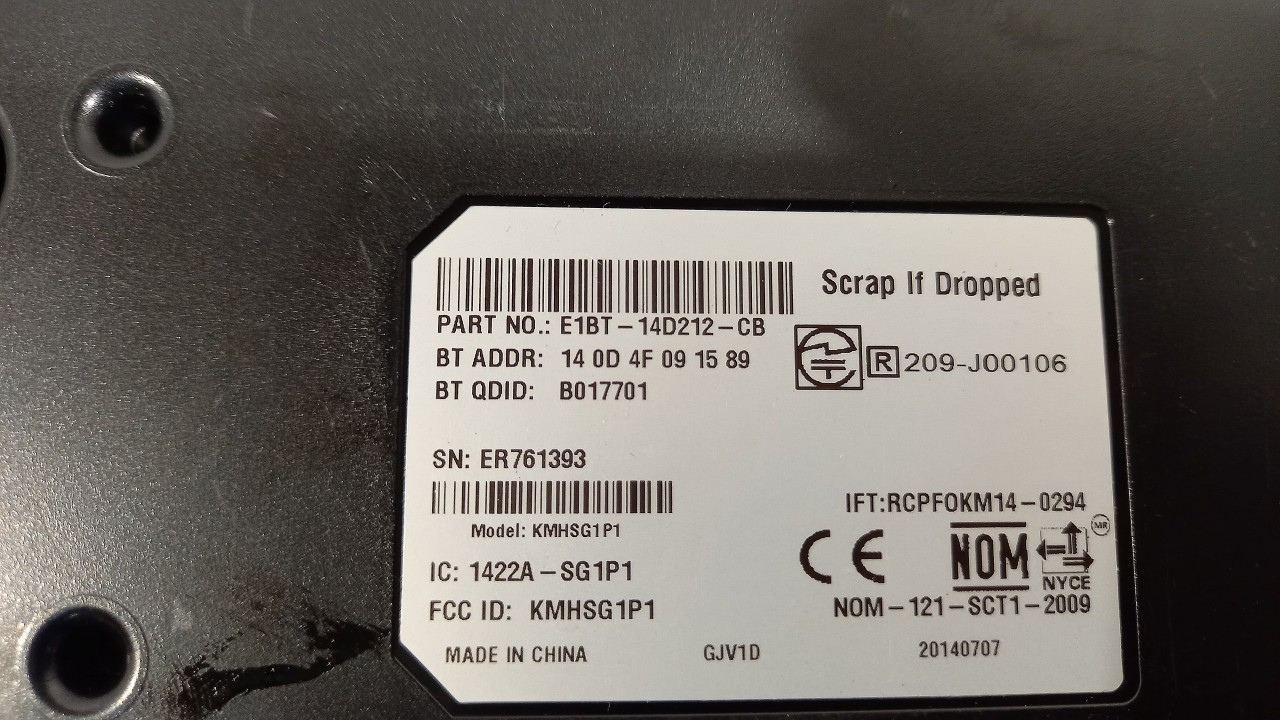 Scrap If Dropped
PART NO.: E1BT-14D212-CB
BT ADDR: 14 0D 4F 09 15 89
BT QDID: B017701
R 209-J00106
SN: ER761393
Model: KMHSG1P1
IC: 1422A-SG1P1
FCC ID: KMHSG1P1
IFT:RCPFOKM14-0294
CE
NOM
MR
NYCE
NOM-121-SCT1-2009
MADE IN CHINA
GJV1D
20140707